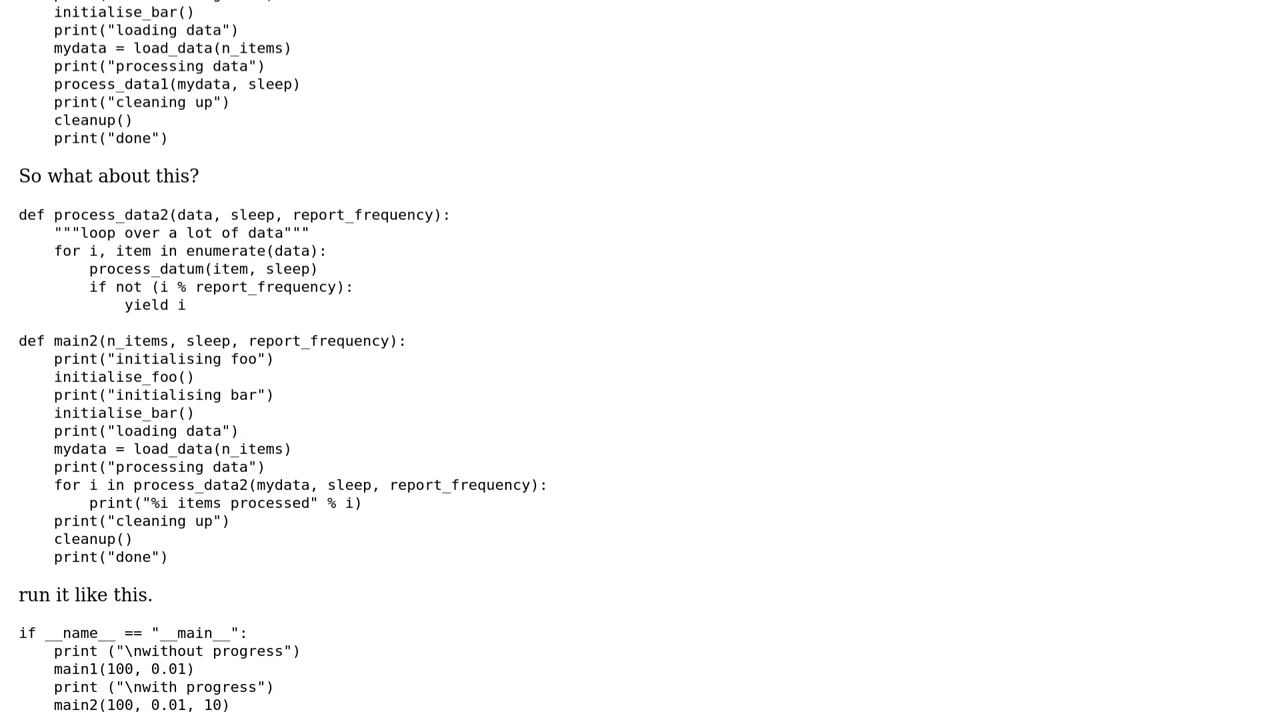 initialise_bar()
    print("loading data")
    mydata = load_data(n_items)
    print("processing data")
    process_data1(mydata, sleep)
    print("cleaning up")
    cleanup()
    print("done")
So what about this?
def process_data2(data, sleep, report_frequency):
    """loop over a lot of data"""
    for i, item in enumerate(data):
        process_datum(item, sleep)
        if not (i % report_frequency):
            yield i
def main2(n_items, sleep, report_frequency):
    print("initialising foo")
    initialise_foo()
    print("initialising bar")
    initialise_bar()
    print("loading data")
    mydata = load_data(n_items)
    print("processing data")
    for i in process_data2(mydata, sleep, report_frequency):
        print("%i items processed" % i)
    print("cleaning up")
    cleanup()
    print("done")
run it like this.
if __name__ == "__main__":
    print ("\nwithout progress")
    main1(100, 0.01)
    print ("\nwith progress")
    main2(100, 0.01, 10)